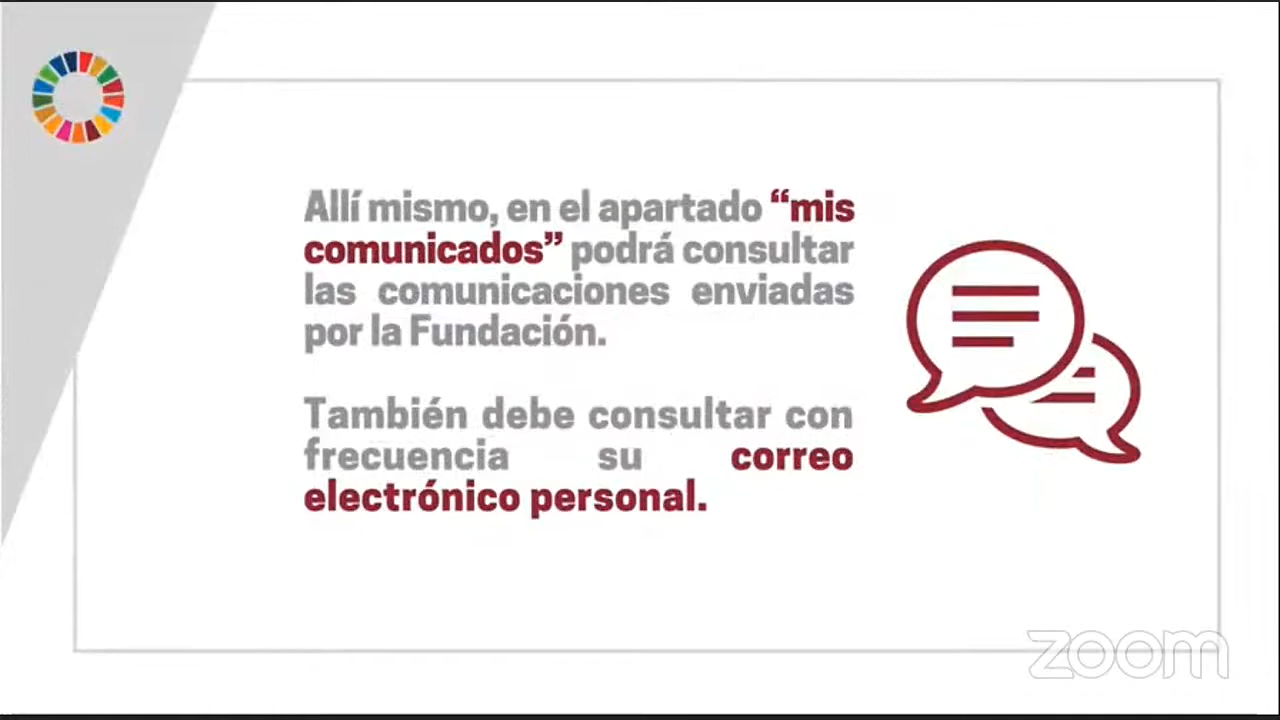 Allí mismo, en el apartado “mis
comunicados” podrá consultar
las comunicaciones enviadas
por la Fundación.
También debe consultar con
frecuencia su correo
electrónico personal.
zoom